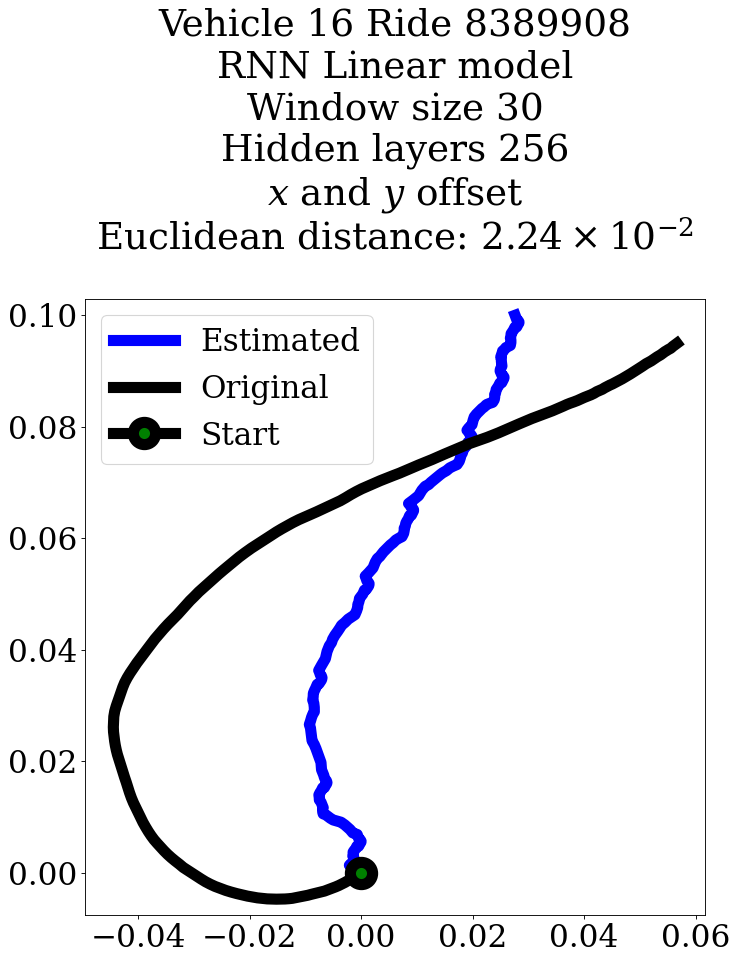 Vehicle 16 Ride 8389908
RNN Linear model
Window size 30
Hidden layers 256
x and y offset
Euclidean distance: 2.24 × 10⁻²
Estimated
Original
Start
0.10
0.08
0.06
0.04
0.02
0.00
−0.04 −0.02 0.00 0.02 0.04 0.06